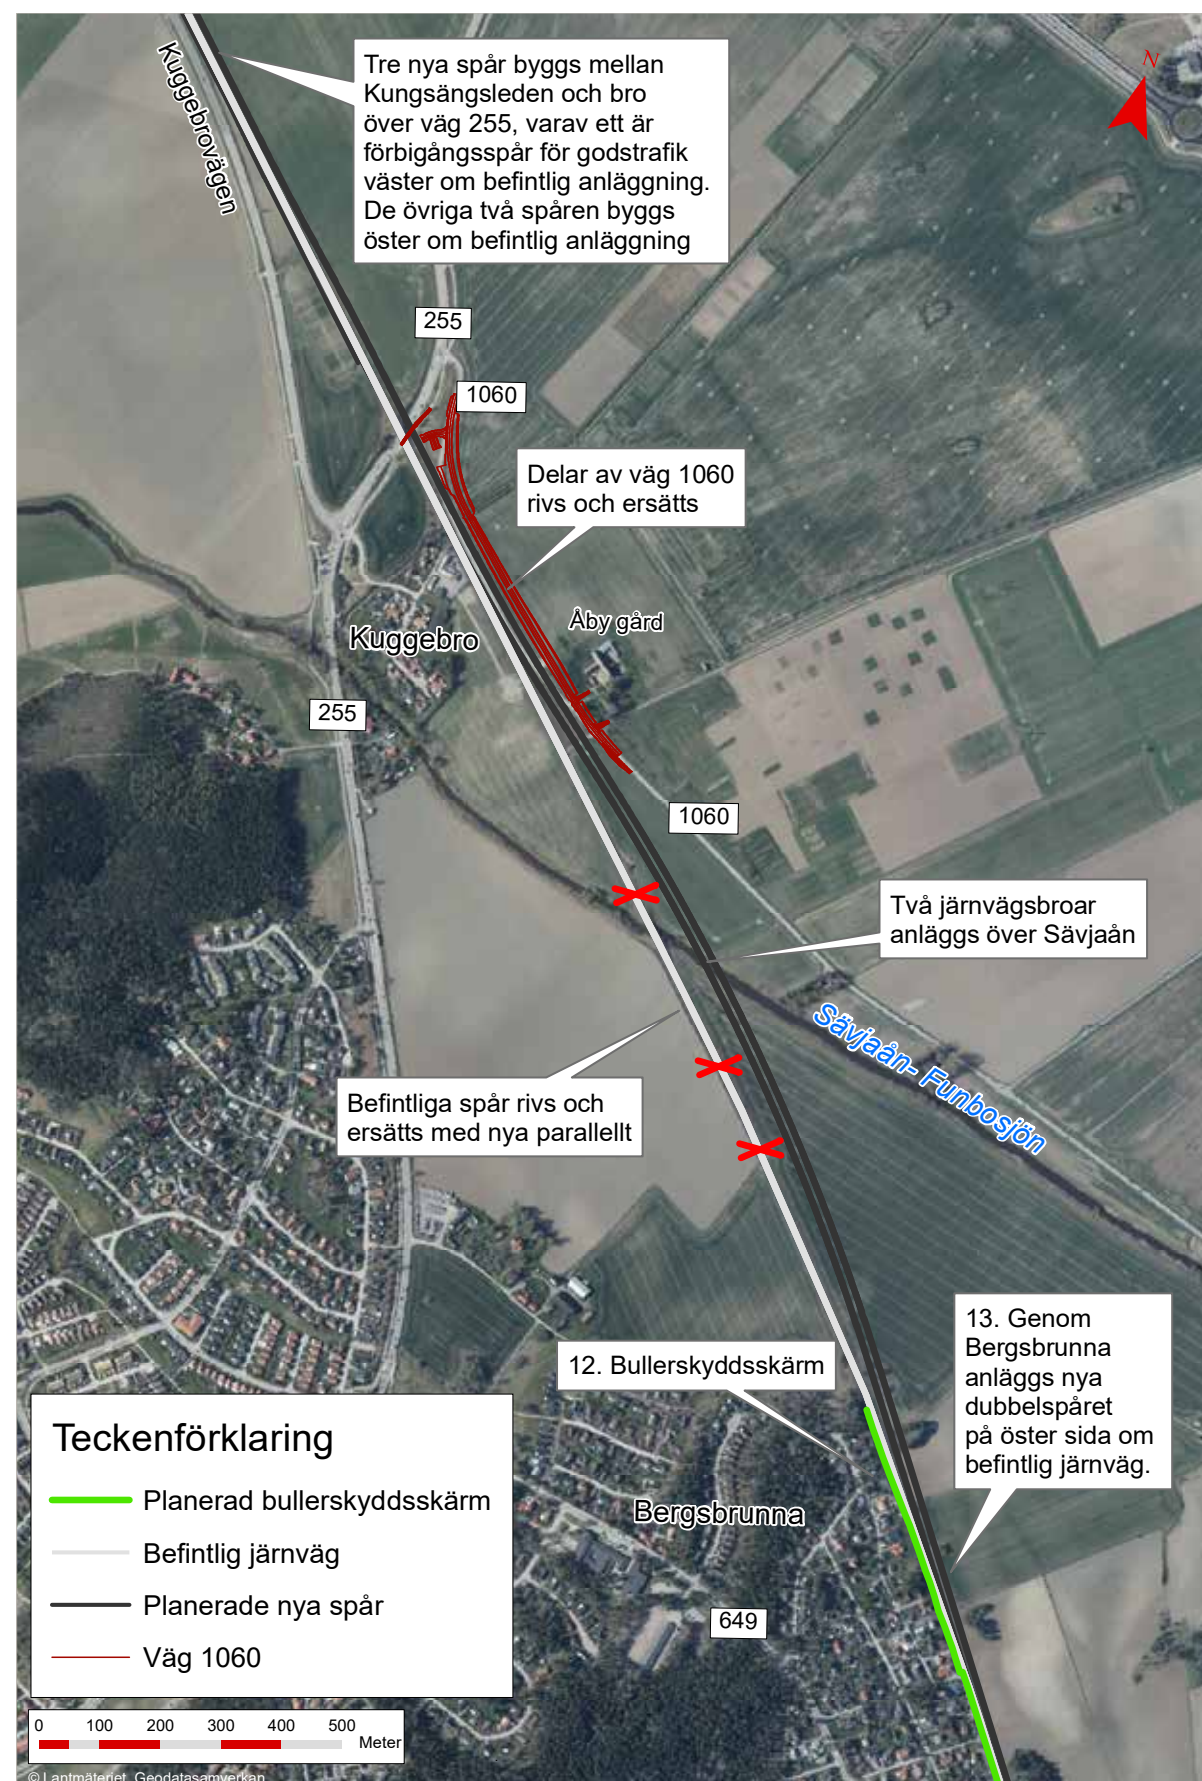 N
Kuggebrovägen
Tre nya spår byggs mellan
Kungsängsleden och bro
över väg 255, varav ett är
förbigångsspår för godstrafik
väster om befintlig anläggning.
De övriga två spåren byggs
öster om befintlig anläggning
255
1060
Delar av väg 1060
rivs och ersätts
Åby gård
Kuggebro
255
1060
Två järnvägsbroar
anläggs över Sävjaån
Sävjaån- Funbosjön
Befintliga spår rivs och
ersätts med nya parallellt
13. Genom
Bergsbrunna
anläggs nya
dubbelspåret
på öster sida om
befintlig järnväg.
12. Bullerskyddsskärm
Bergsbrunna
649
Teckenförklaring
Planerad bullerskyddsskärm
Befintlig järnväg
Planerade nya spår
Väg 1060
0 100 200 300 400 500
Meter
© Lantmäteriet, Geodatasamverkan